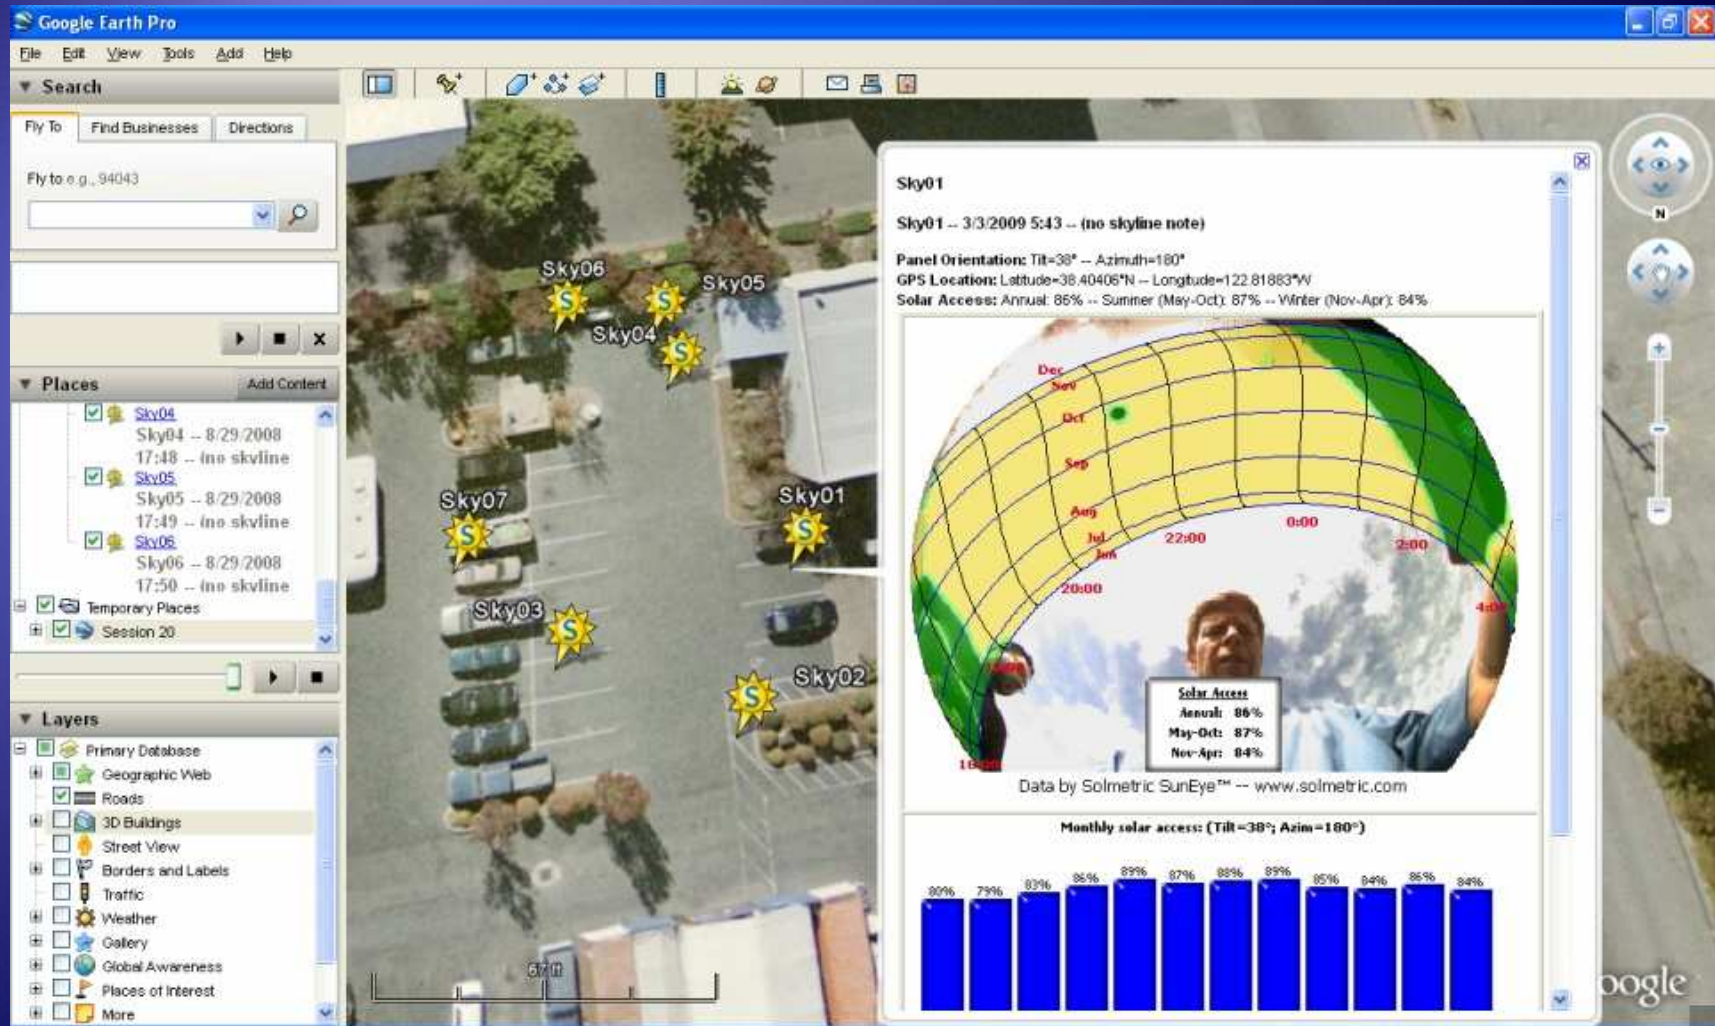 Google Earth Pro
File Edit View Tools Add Help
Search
Fly To Find Businesses Directions
Fly to e.g., 94043
Places Add Content
Sky04
Sky04 -- 8/29/2008
17:48 -- (no skyline
Sky05
Sky05 -- 8/29/2008
17:49 -- (no skyline
Sky06
Sky06 -- 8/29/2008
17:50 -- (no skyline
Temporary Places
Session 20
Layers
Primary Database
Geographic Web
Roads
3D Buildings
Street View
Borders and Labels
Traffic
Weather
Gallery
Global Awareness
Places of Interest
More
Sky06
Sky05
Sky04
Sky07
Sky01
Sky03
Sky02
S
S
S
S
S
S
S
67 ft
Sky01
Sky01 -- 3/3/2009 5:43 -- (no skyline note)
Panel Orientation: Tilt=38° -- Azimuth=180°
GPS Location: Latitude=38.40406°N -- Longitude=122.81883°W
Solar Access: Annual: 86% -- Summer (May-Oct): 87% -- Winter (Nov-Apr): 84%
Dec
Nov
Oct
Sep
Aug
Jul
Jun
0:00
22:00
2:00
20:00
4:00
Solar Access
Annual: 86%
May-Oct: 87%
Nov-Apr: 84%
Data by Solmetric SunEye™ -- www.solmetric.com
Monthly solar access: (Tilt=38°; Azim=180°)
80% 79% 83% 86% 89% 87% 88% 89% 85% 84% 86% 84%
N
oogle